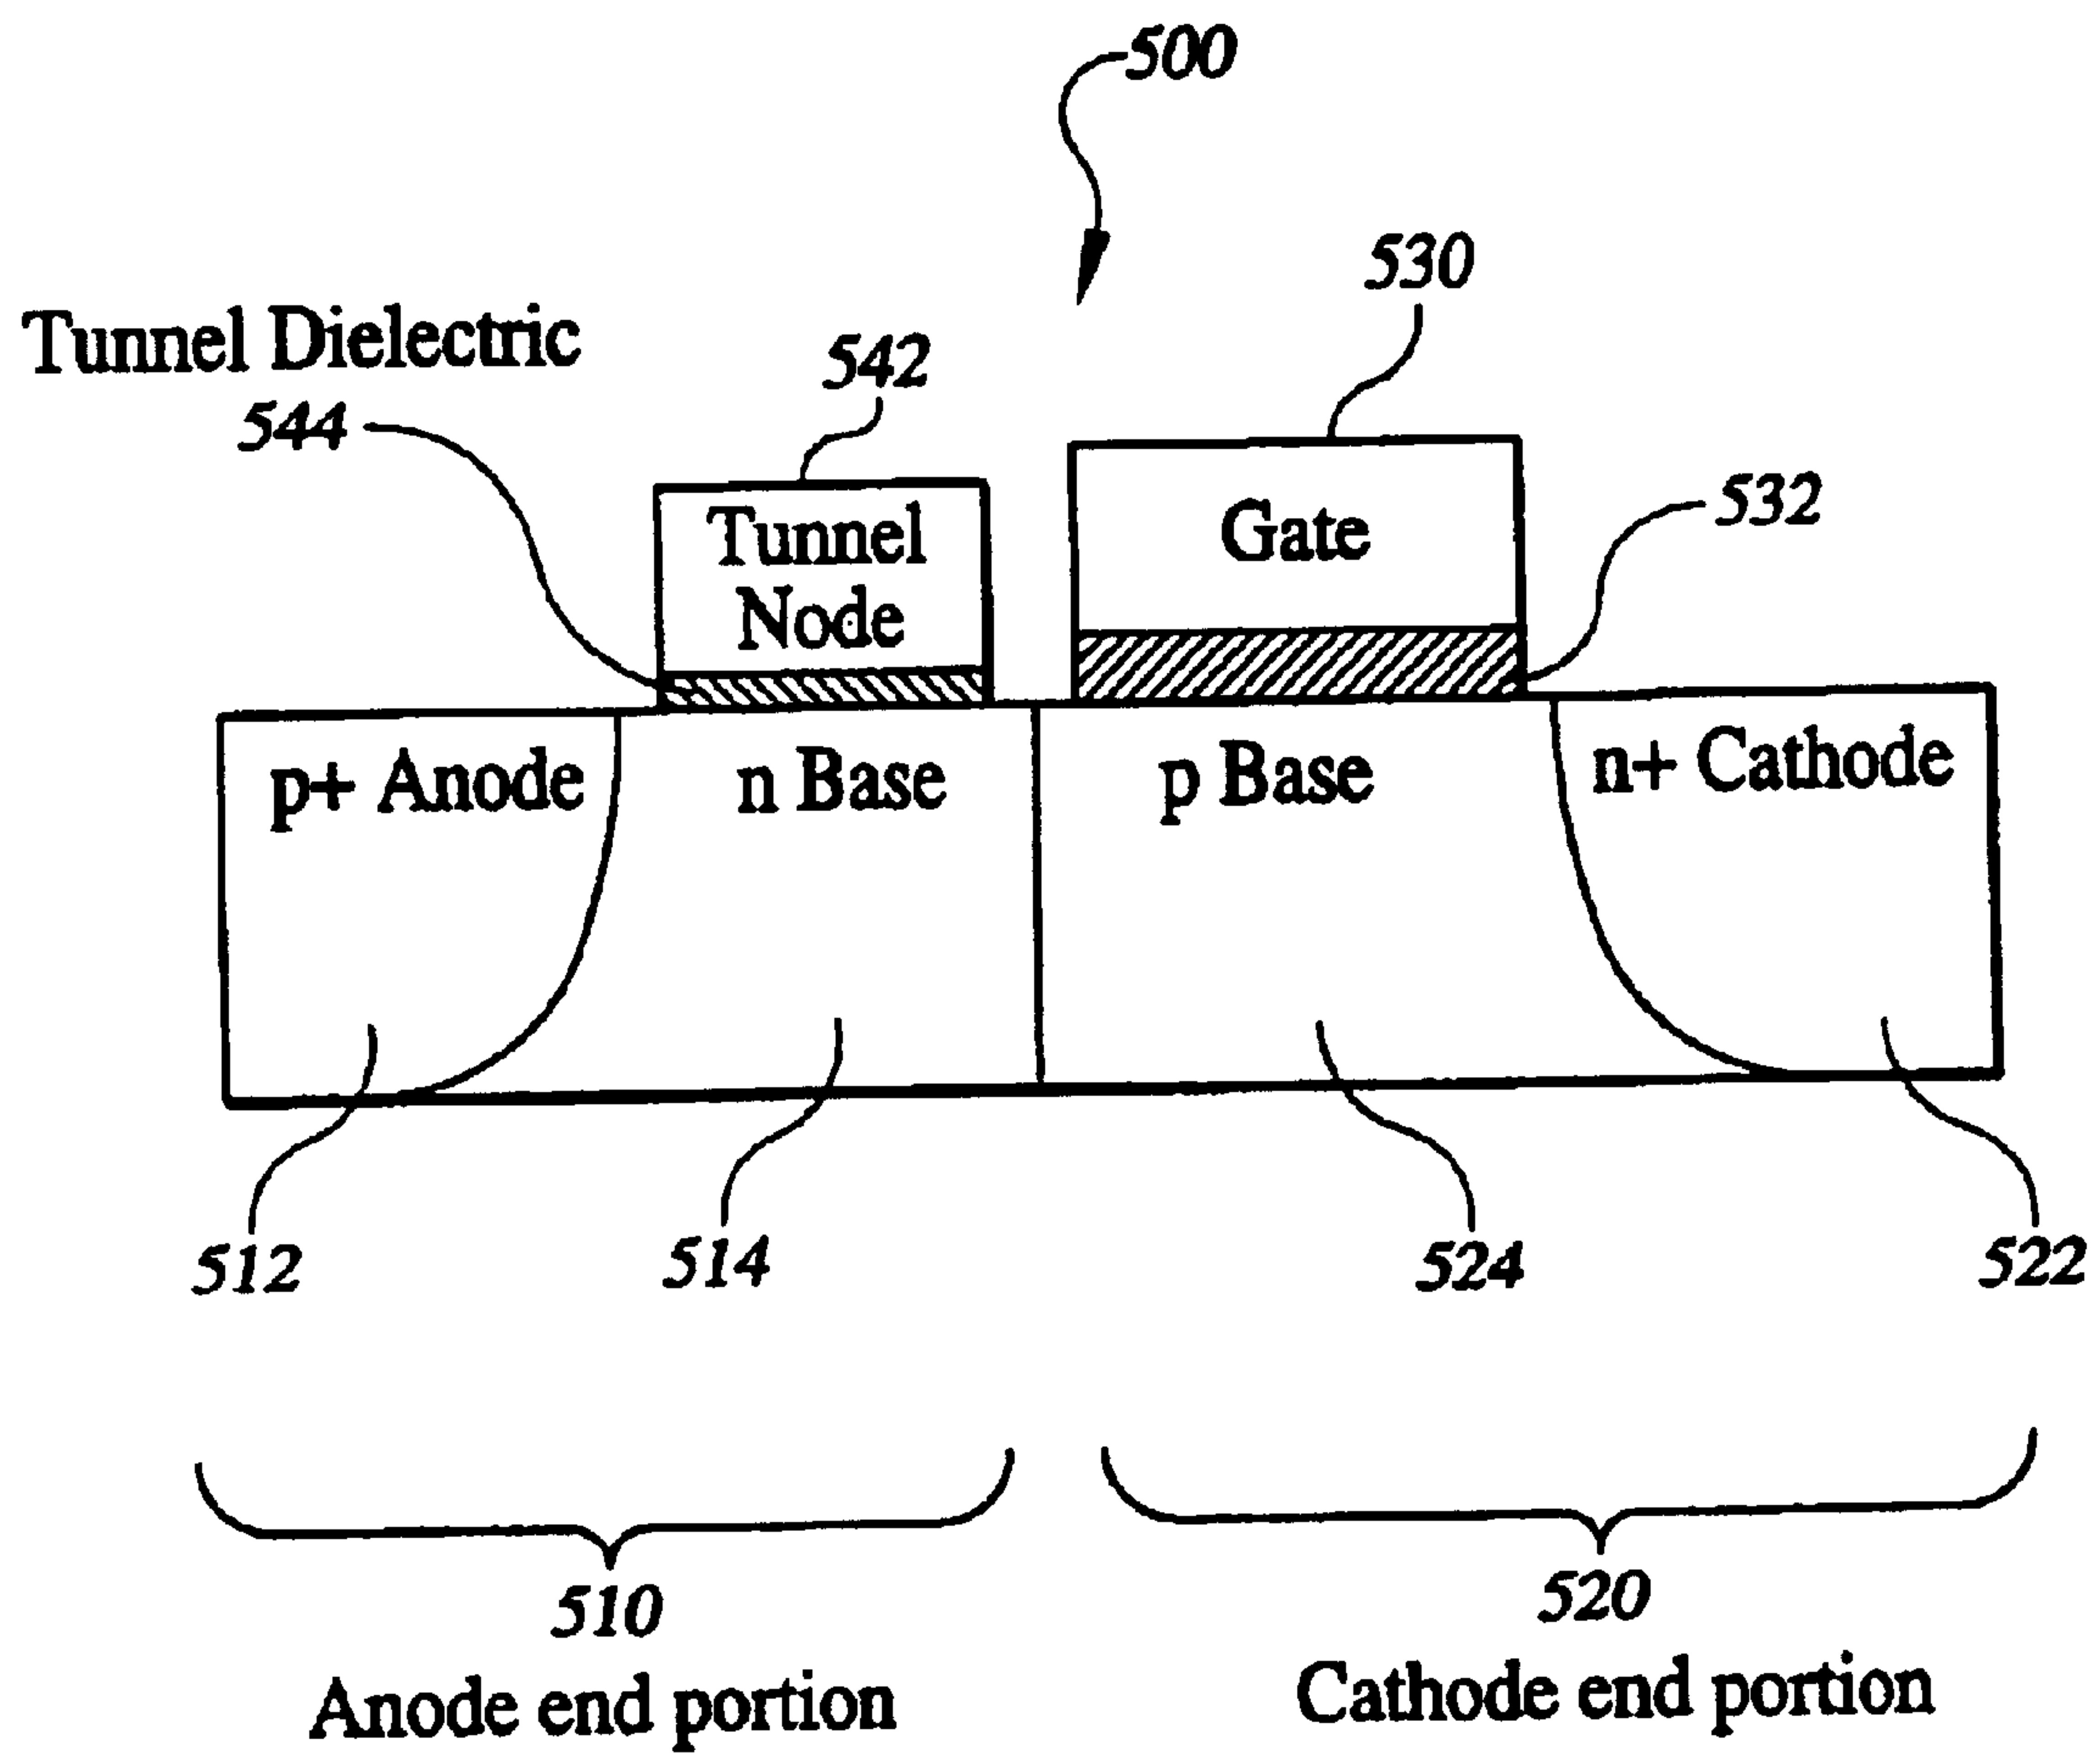 500
530
Tunnel Dielectric
542
544
532
Tunnel
Node
Gate
p+ Anode
n Base
p Base
n+ Cathode
512
514
524
522
510
520
Anode end portion
Cathode end portion